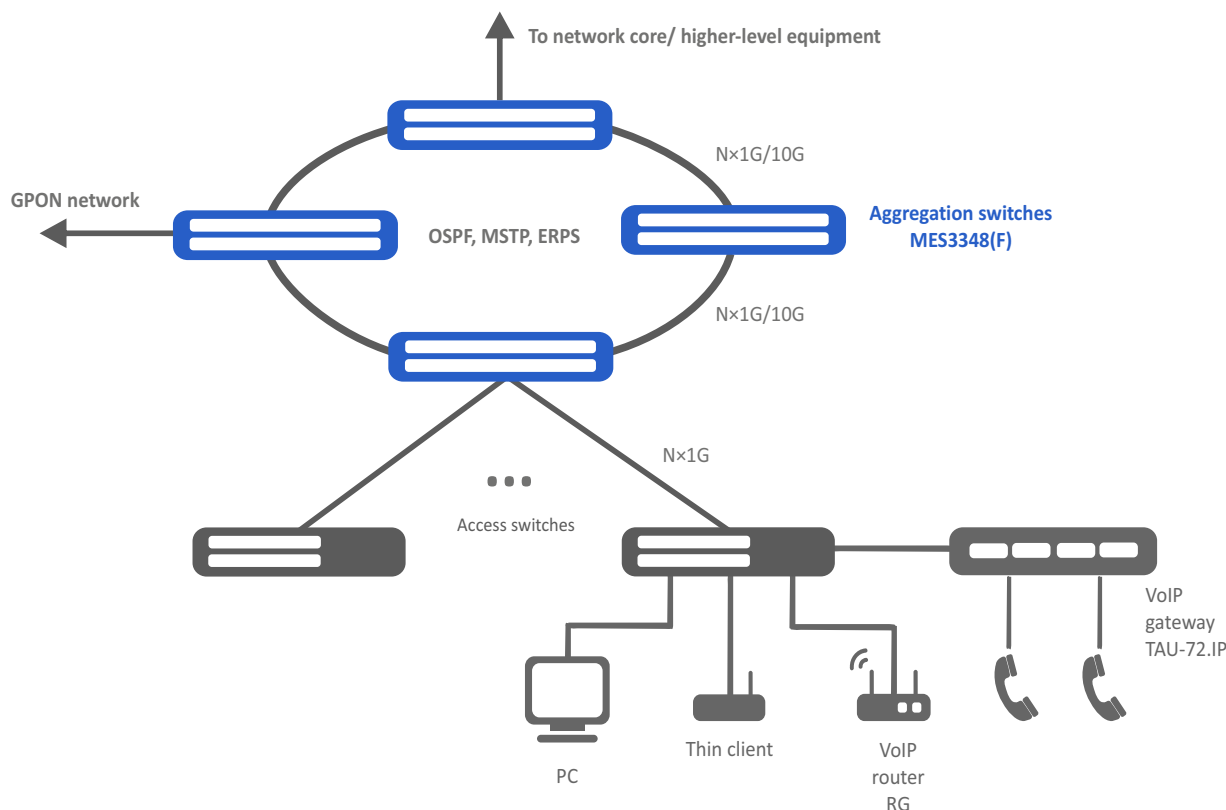 To network core/ higher-level equipment
N×1G/10G
GPON network
OSPF, MSTP, ERPS
Aggregation switches
MES3348(F)
N×1G/10G
N×1G
Access switches
VoIP
gateway
TAU-72.IP
PC
Thin client
VoIP
router
RG